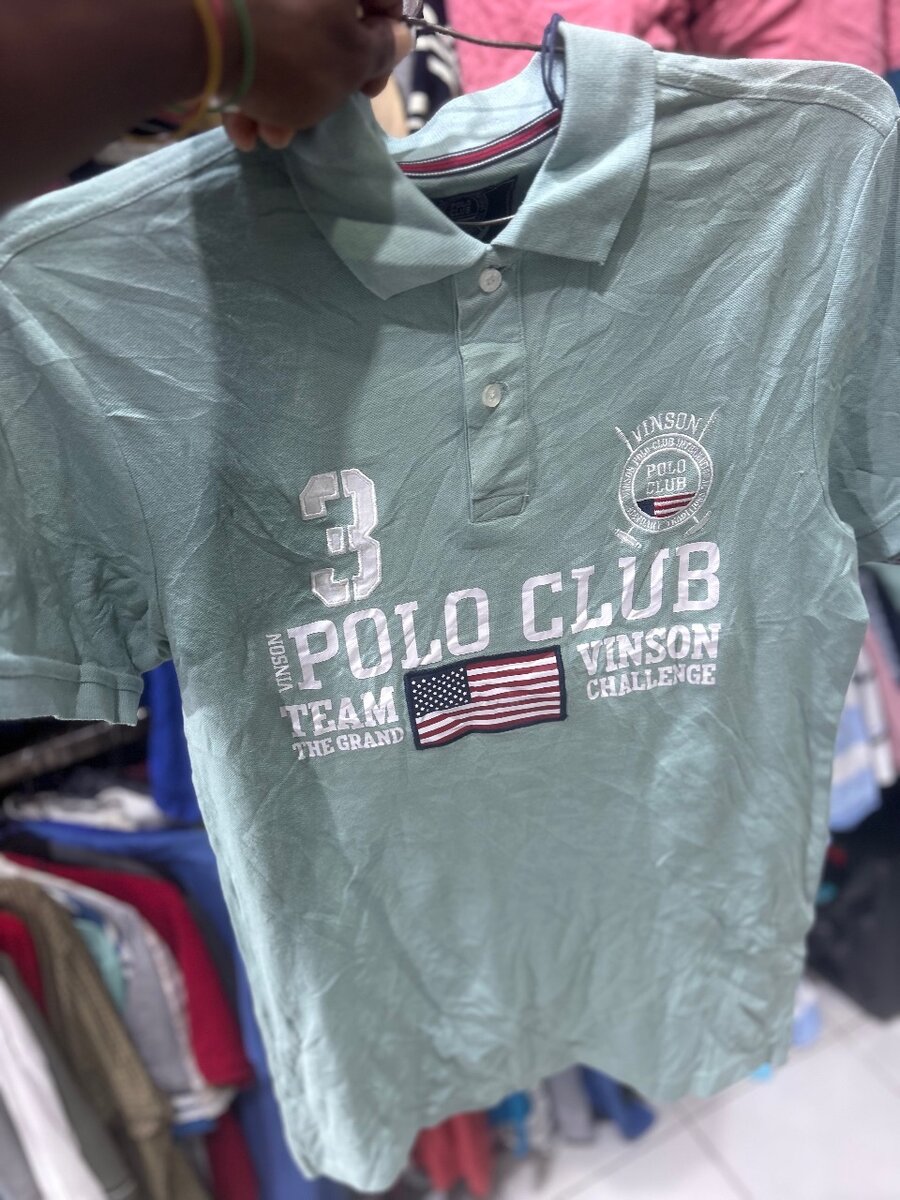 VINSON
POLO CLUB
3
POLO CLUB
VINSON
TEAM
THE GRAND
VINSON
CHALLENGE